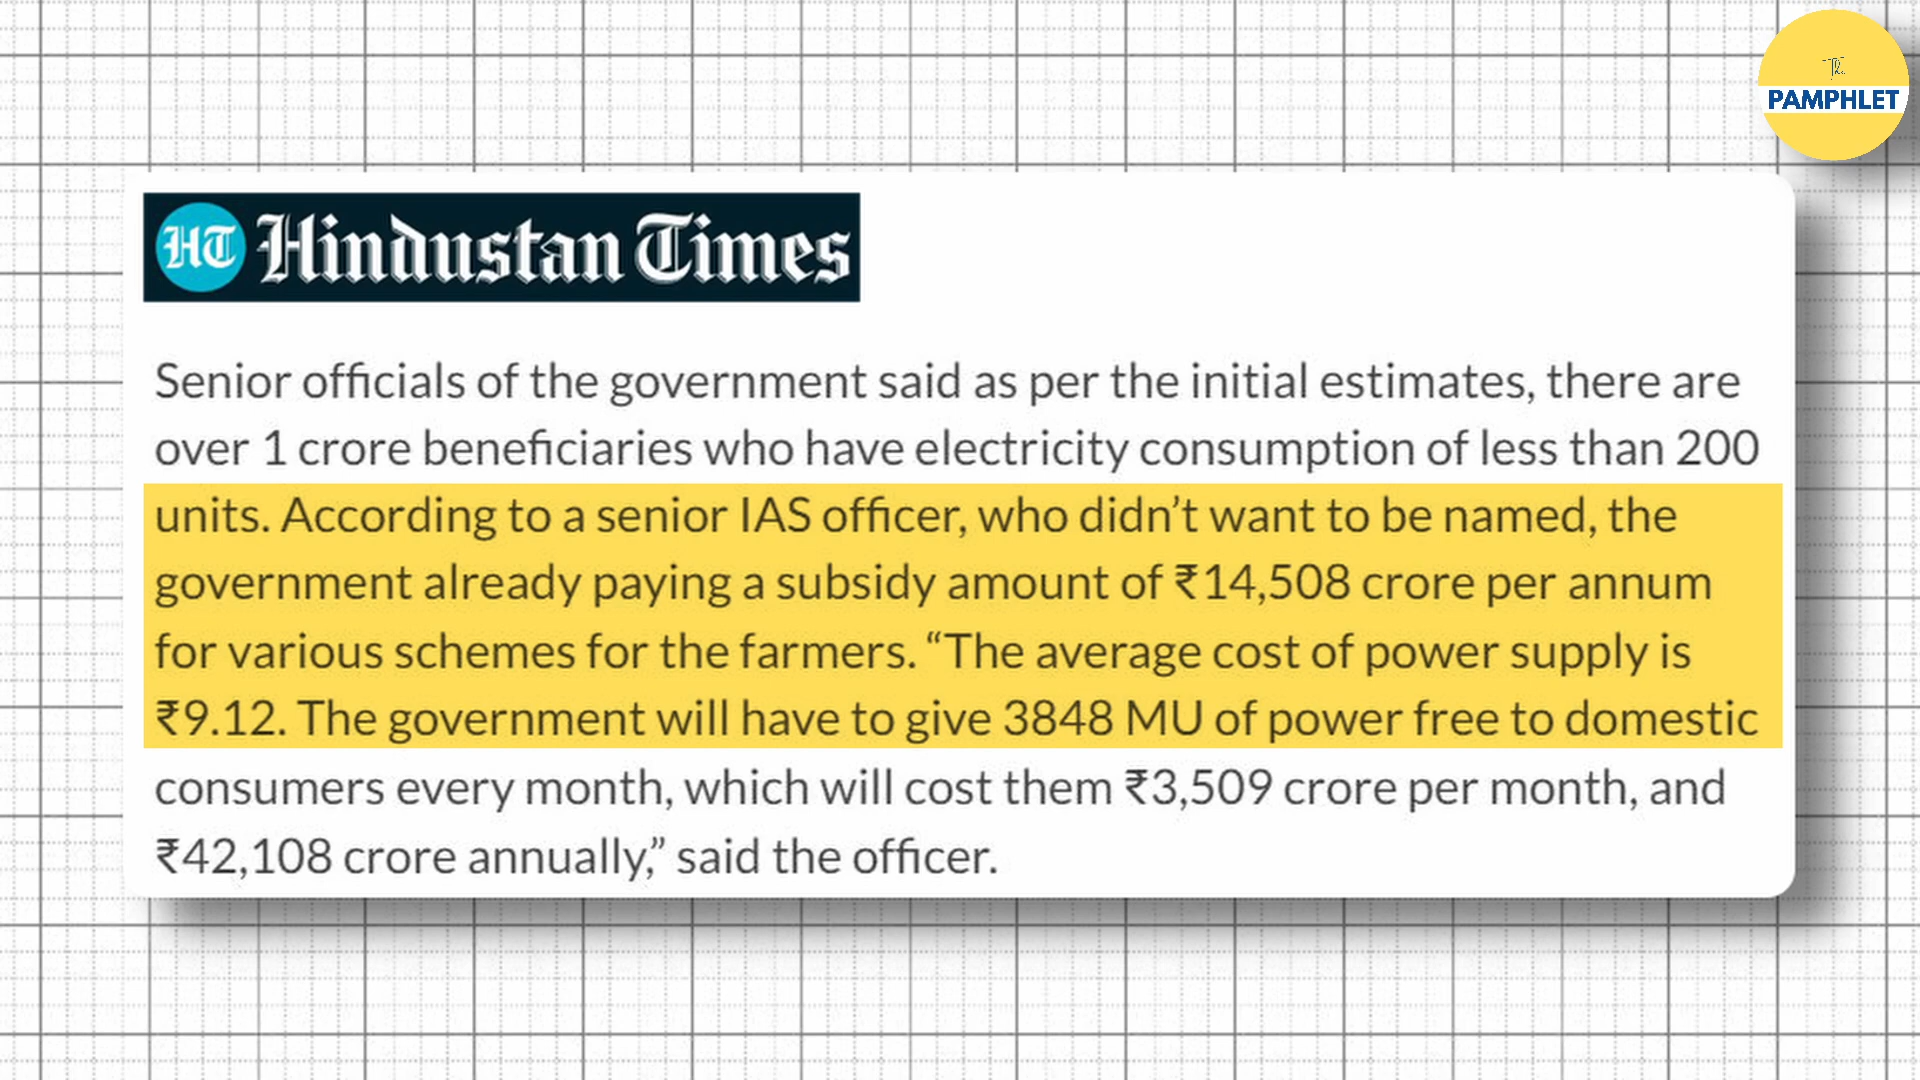 The
PAMPHLET
HT Hindustan Times
Senior officials of the government said as per the initial estimates, there are
over 1 crore beneficiaries who have electricity consumption of less than 200
units. According to a senior IAS officer, who didn’t want to be named, the
government already paying a subsidy amount of ₹14,508 crore per annum
for various schemes for the farmers. “The average cost of power supply is
₹9.12. The government will have to give 3848 MU of power free to domestic
consumers every month, which will cost them ₹3,509 crore per month, and
₹42,108 crore annually,” said the officer.